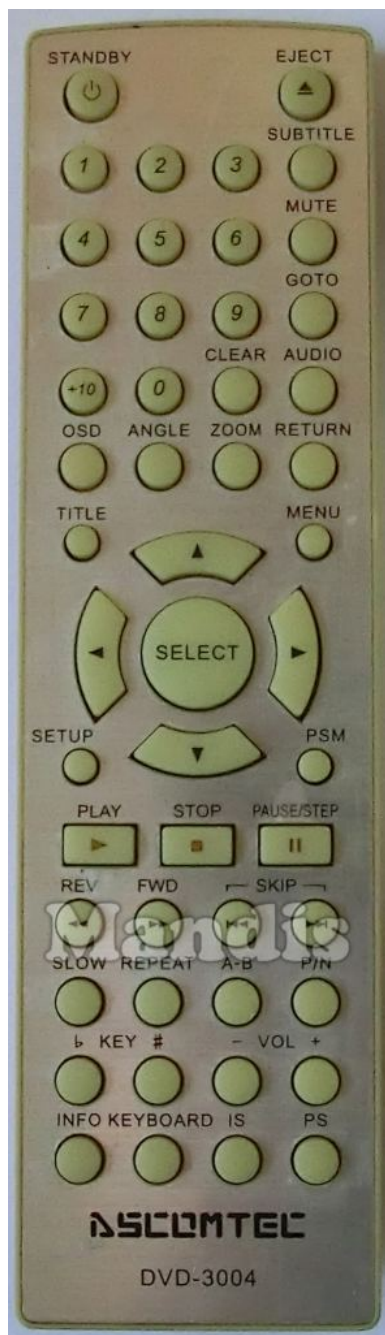 STANDBY EJECT
SUBTITLE
1 2 3
MUTE
4 5 6
GOTO
7 8 9
CLEAR AUDIO
+10 0
OSD ANGLE ZOOM RETURN
TITLE MENU
SELECT
SETUP PSM
PLAY STOP PAUSE/STEP
REV FWD SKIP
Mandis
SLOW REPEAT A-B P/N
♭ KEY ♯ - VOL +
INFO KEYBOARD IS PS
ASCOMTEC
DVD-3004